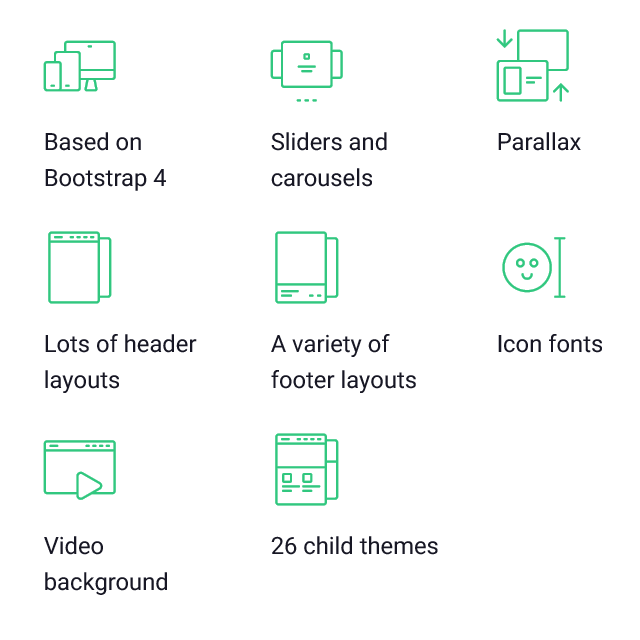 Based on
Bootstrap 4
Sliders and
carousels
Parallax
Lots of header
layouts
A variety of
footer layouts
Icon fonts
Video
background
26 child themes